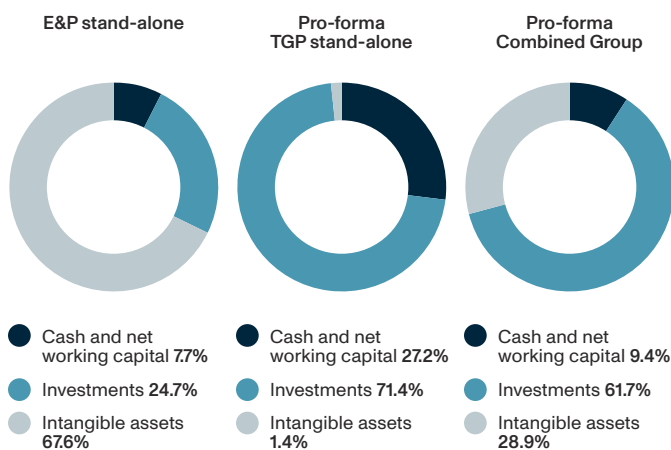 E&P stand-alone
Pro-forma
TGP stand-alone
Pro-forma
Combined Group
Cash and net
working capital 7.7%
Investments 24.7%
Intangible assets
67.6%
Cash and net
working capital 27.2%
Investments 71.4%
Intangible assets
1.4%
Cash and net
working capital 9.4%
Investments 61.7%
Intangible assets
28.9%